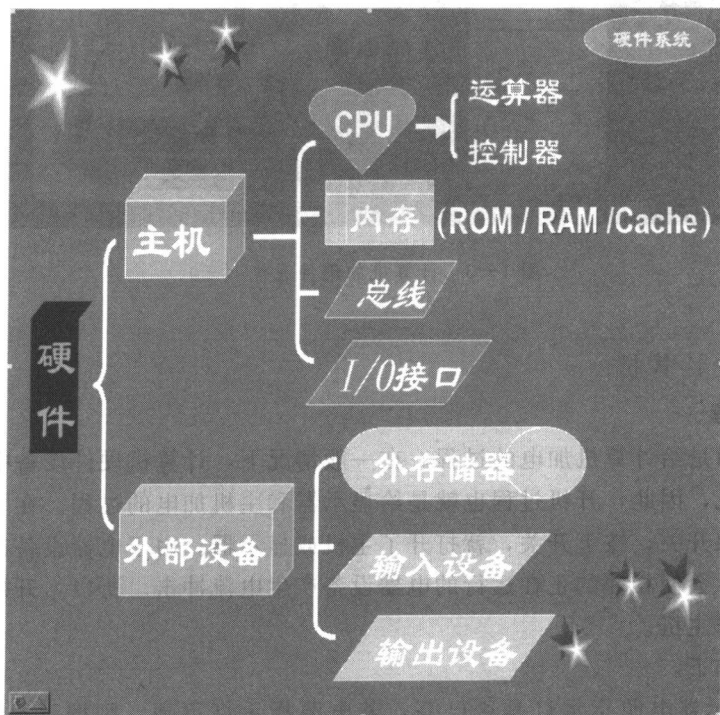 硬件系统
CPU
运算器
控制器
主机
内存 (ROM / RAM /Cache)
总线
I/O接口
硬件
外部设备
外存储器
输入设备
输出设备